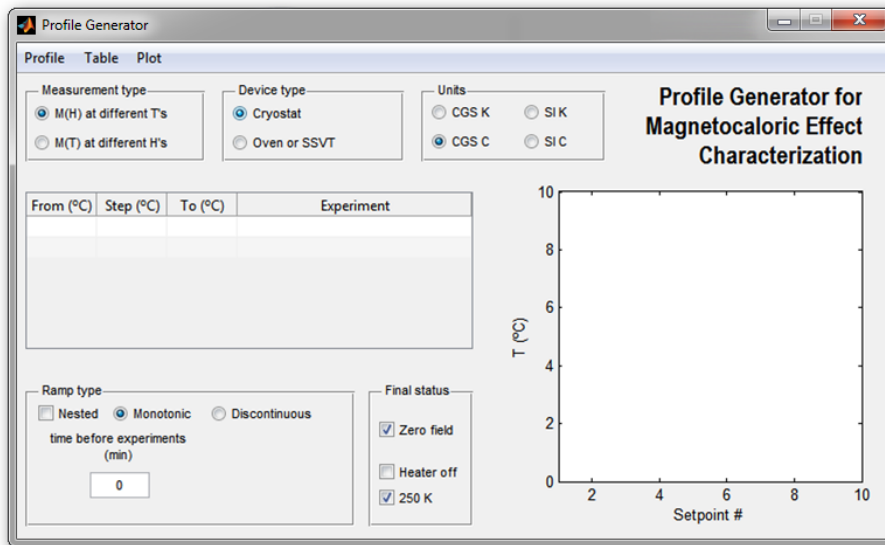 Profile Generator
Profile Table Plot
Measurement type
M(H) at different T's
M(T) at different H's
Device type
Cryostat
Oven or SSVT
Units
CGS K SI K
CGS C SI C
Profile Generator for
Magnetocaloric Effect
Characterization
From (ºC) Step (ºC) To (ºC) Experiment
10
8
6
4
2
0
T (ºC)
2 4 6 8 10
Setpoint #
Ramp type
Nested Monotonic Discontinuous
time before experiments
(min)
0
Final status
Zero field
Heater off
250 K